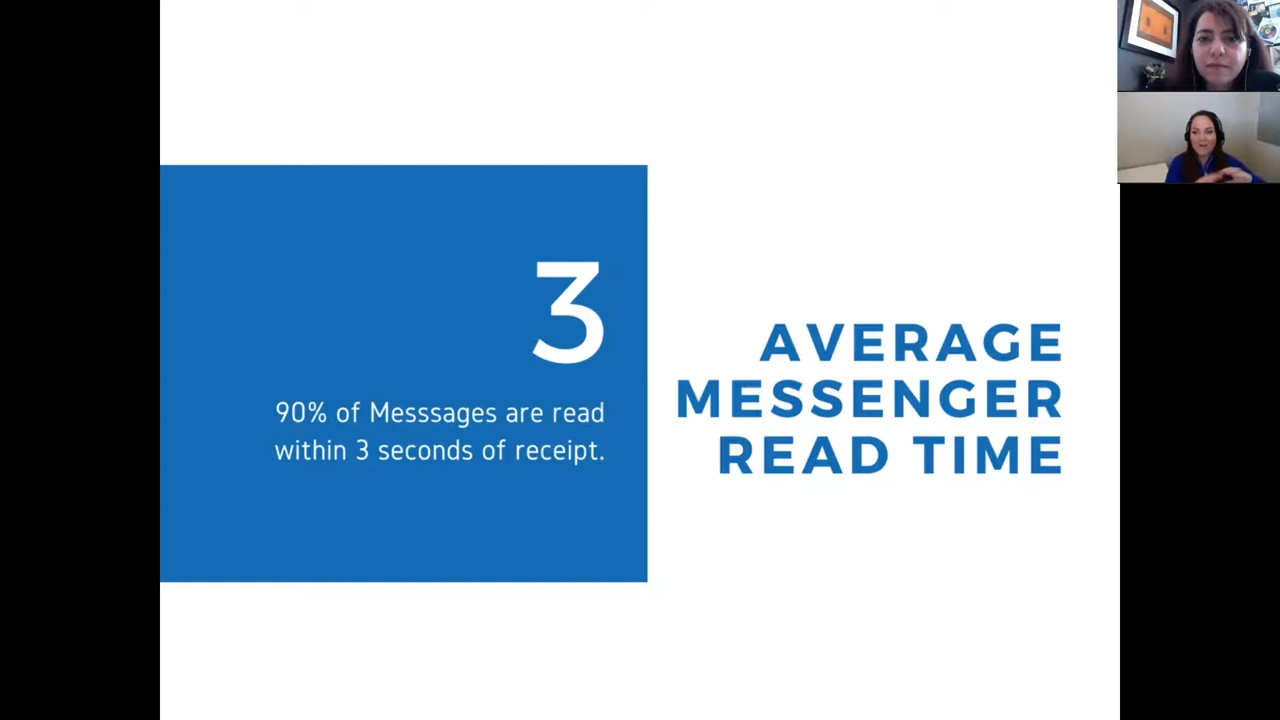 3
90% of Messsages are read
within 3 seconds of receipt.
AVERAGE
MESSENGER
READ TIME